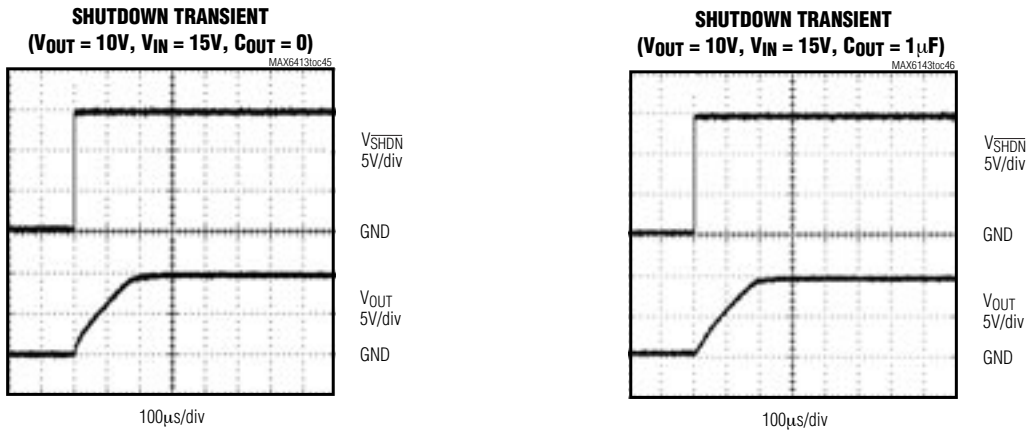 SHUTDOWN TRANSIENT
(VOUT = 10V, VIN = 15V, COUT = 0)
MAX6413toc45
VSHDN
5V/div
GND
VOUT
5V/div
GND
100μs/div
SHUTDOWN TRANSIENT
(VOUT = 10V, VIN = 15V, COUT = 1μF)
MAX6143toc46
VSHDN
5V/div
GND
VOUT
5V/div
GND
100μs/div